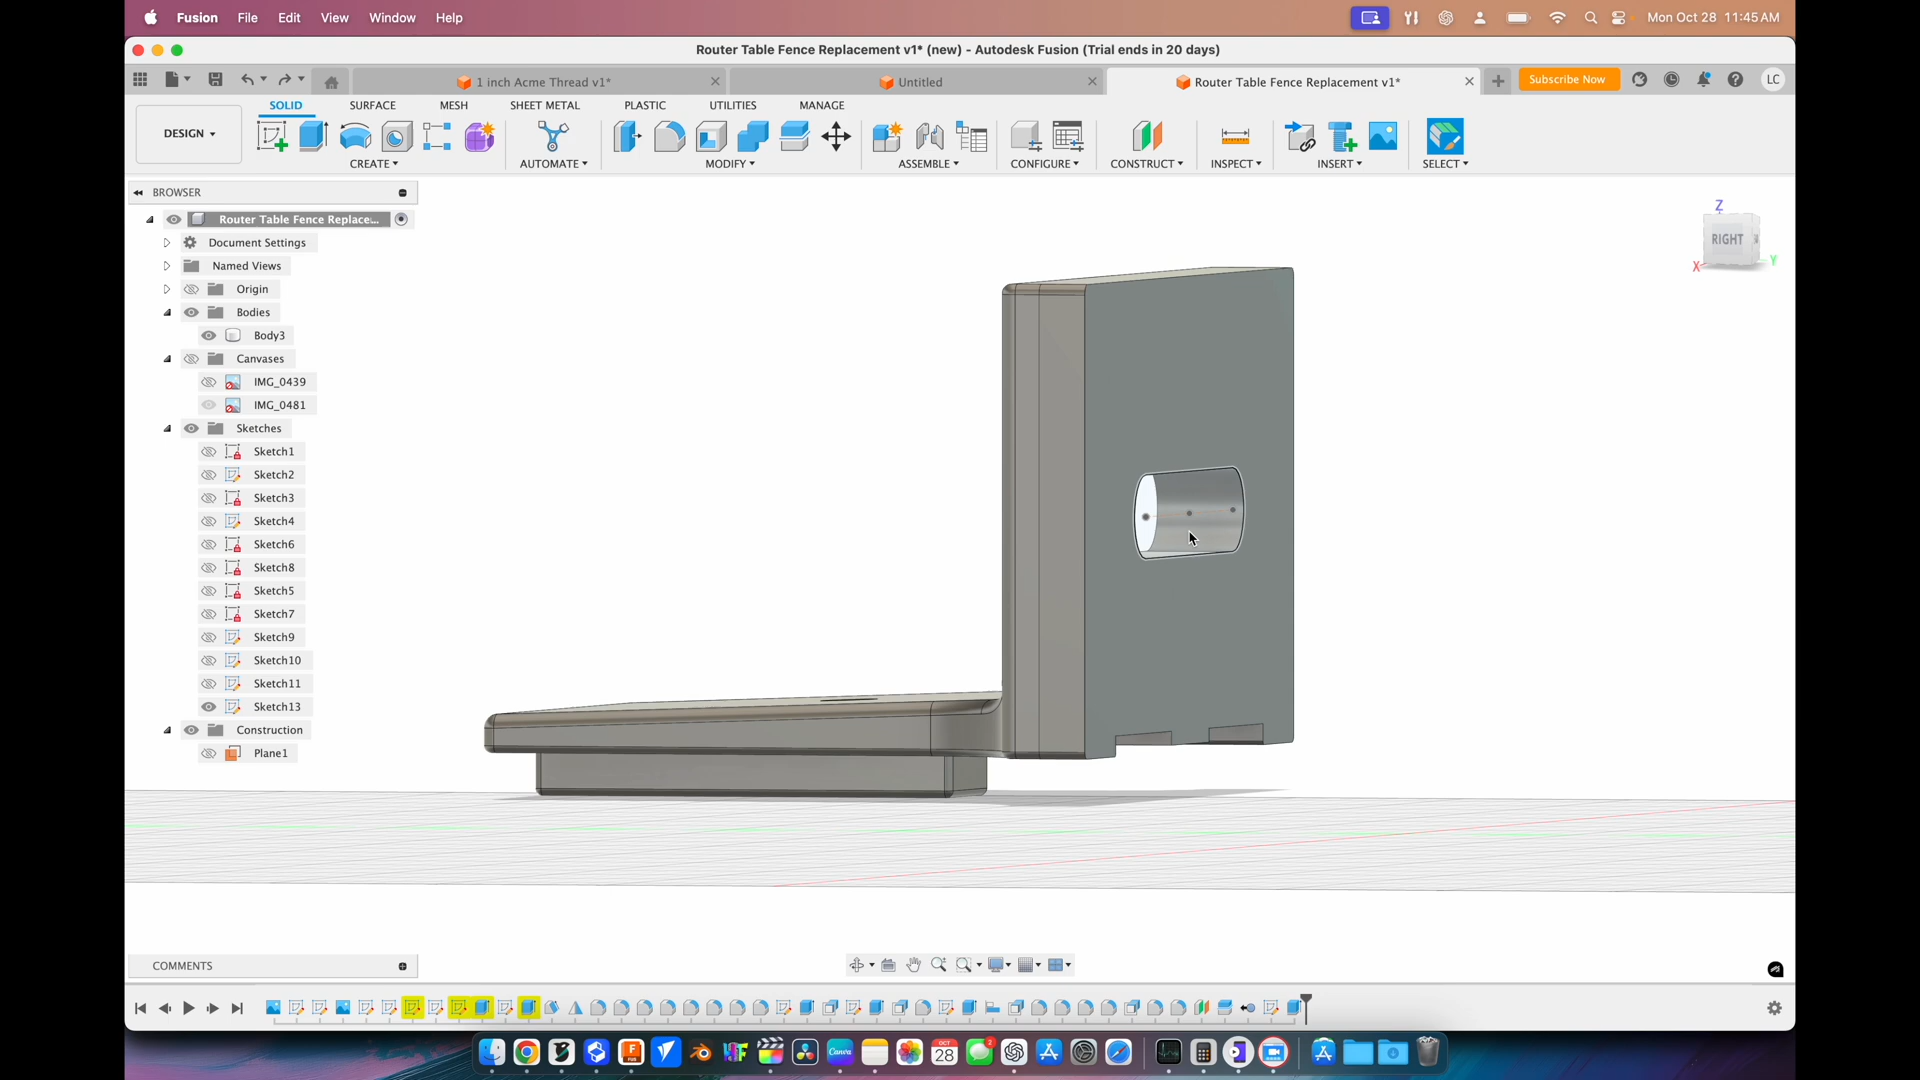 Fusion File Edit View Window Help
Mon Oct 28 11:45 AM
Router Table Fence Replacement v1* (new) - Autodesk Fusion (Trial ends in 20 days)
1 inch Acme Thread v1*
Untitled
Router Table Fence Replacement v1*
Subscribe Now
LC
SOLID SURFACE MESH SHEET METAL PLASTIC UTILITIES MANAGE
DESIGN
CREATE AUTOMATE MODIFY ASSEMBLE CONFIGURE CONSTRUCT INSPECT INSERT SELECT
BROWSER
Router Table Fence Replace...
Document Settings
Named Views
Origin
Bodies
Body3
Canvases
IMG_0439
IMG_0481
Sketches
Sketch1
Sketch2
Sketch3
Sketch4
Sketch6
Sketch8
Sketch5
Sketch7
Sketch9
Sketch10
Sketch11
Sketch13
Construction
Plane1
Z
RIGHT
X
Y
COMMENTS
OCT
28
2
Canva
F
FUS